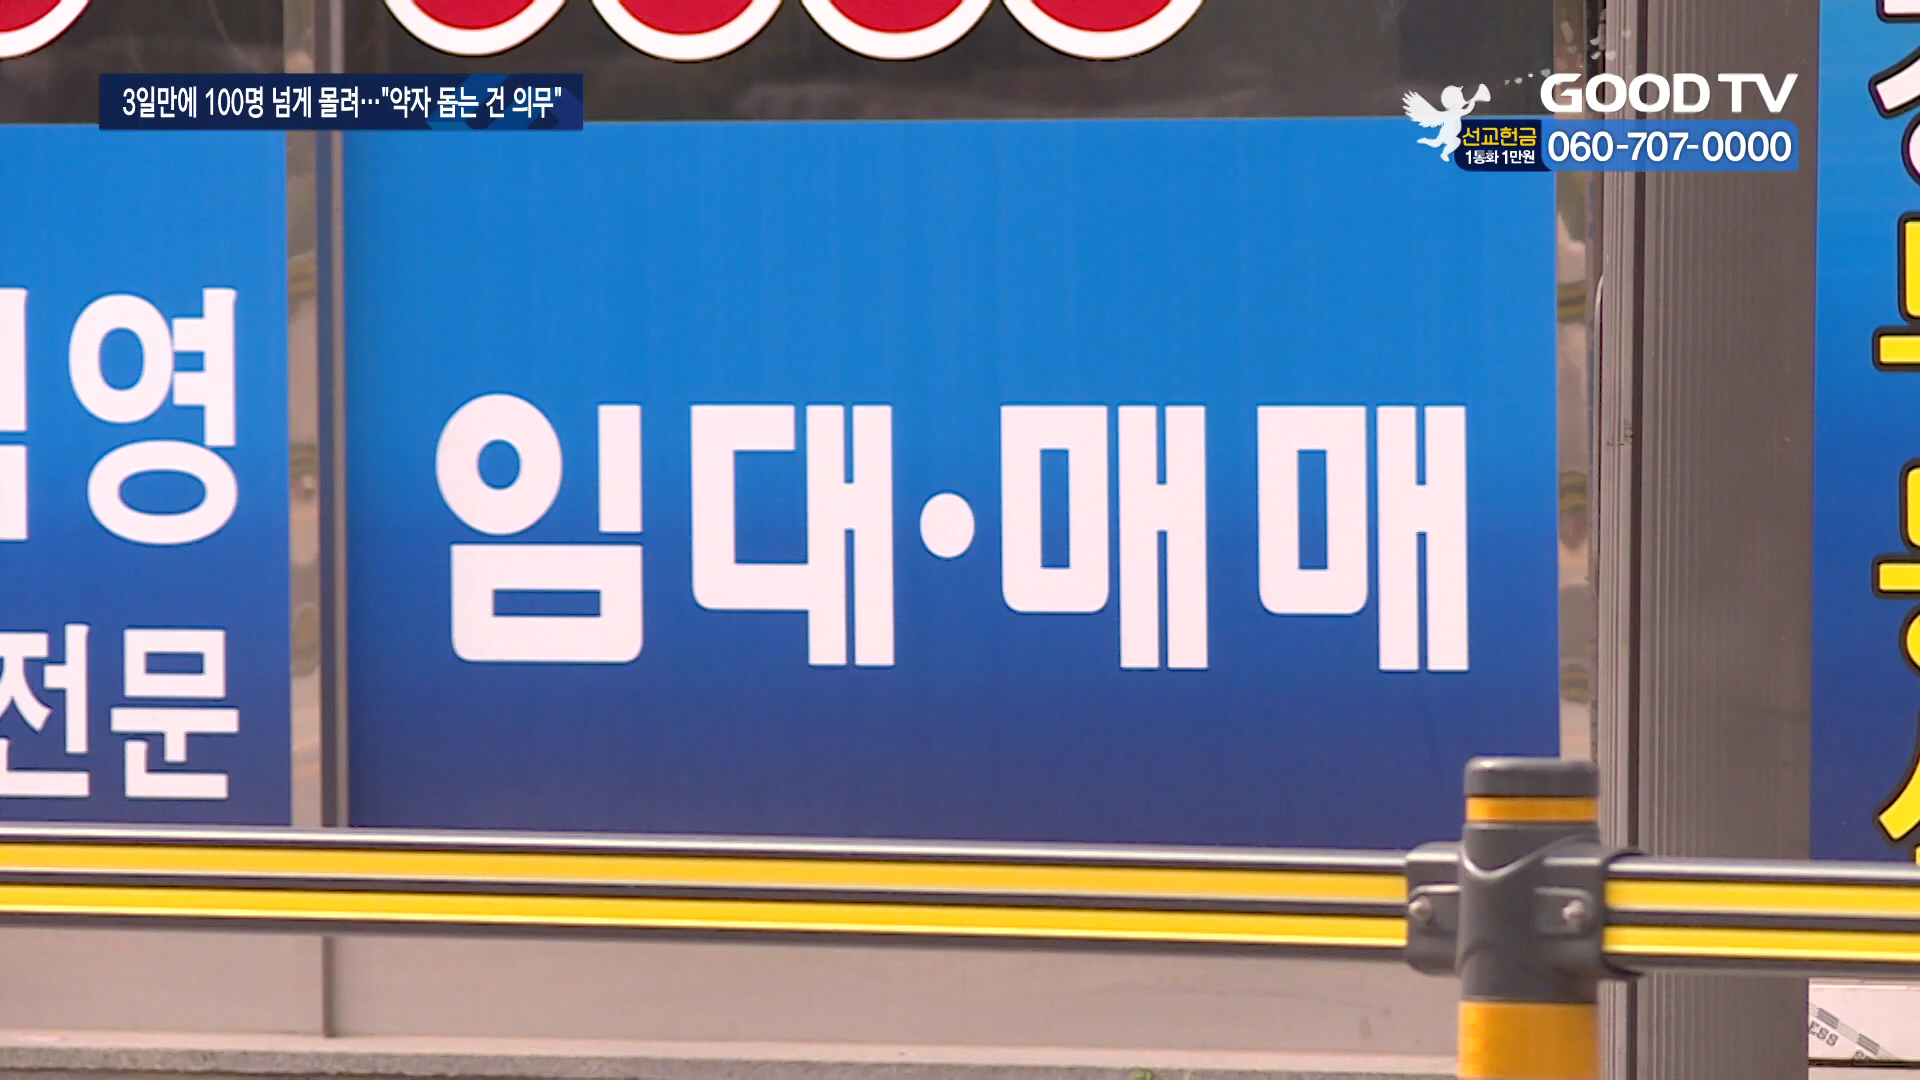 3일만에 100명 넘게 몰려…"약자 돕는 건 의무"
GOOD TV
선교헌금
1통화 1만원
060-707-0000
영
전문
임대·매매